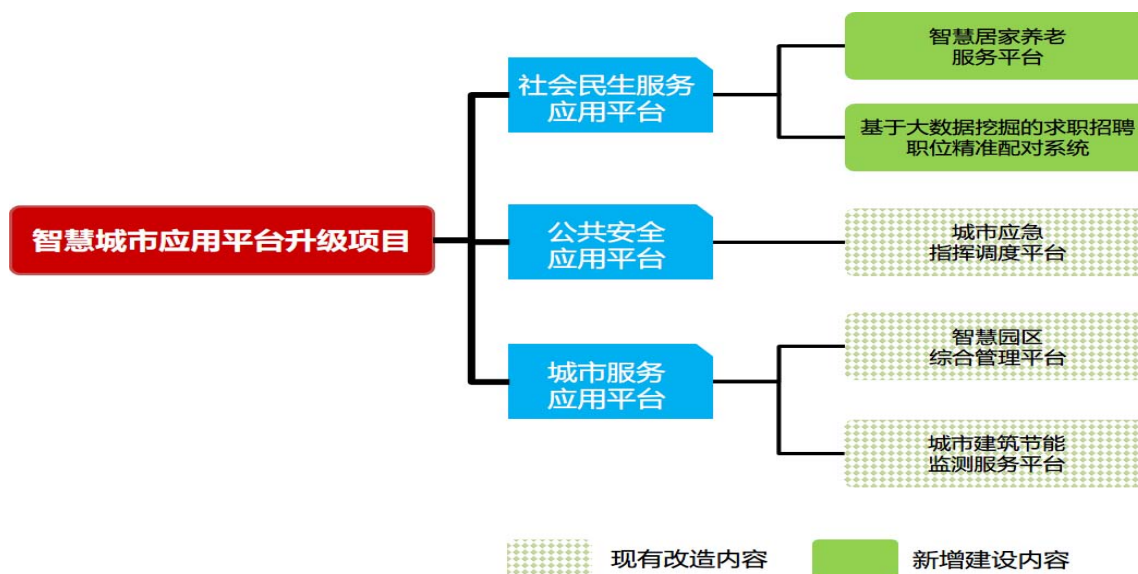 智慧城市应用平台升级项目
社会民生服务
应用平台
智慧居家养老
服务平台
基于大数据挖掘的求职招聘
职位精准配对系统
公共安全
应用平台
城市应急
指挥调度平台
城市服务
应用平台
智慧园区
综合管理平台
城市建筑节能
监测服务平台
现有改造内容
新增建设内容